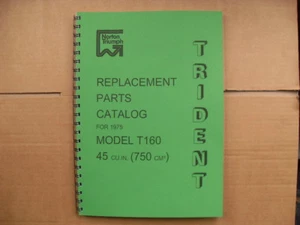 Norton
Triumph
TRIDENT
REPLACEMENT
PARTS
CATALOG
FOR 1975
MODEL T160
45 CU.IN. (750 CM³)